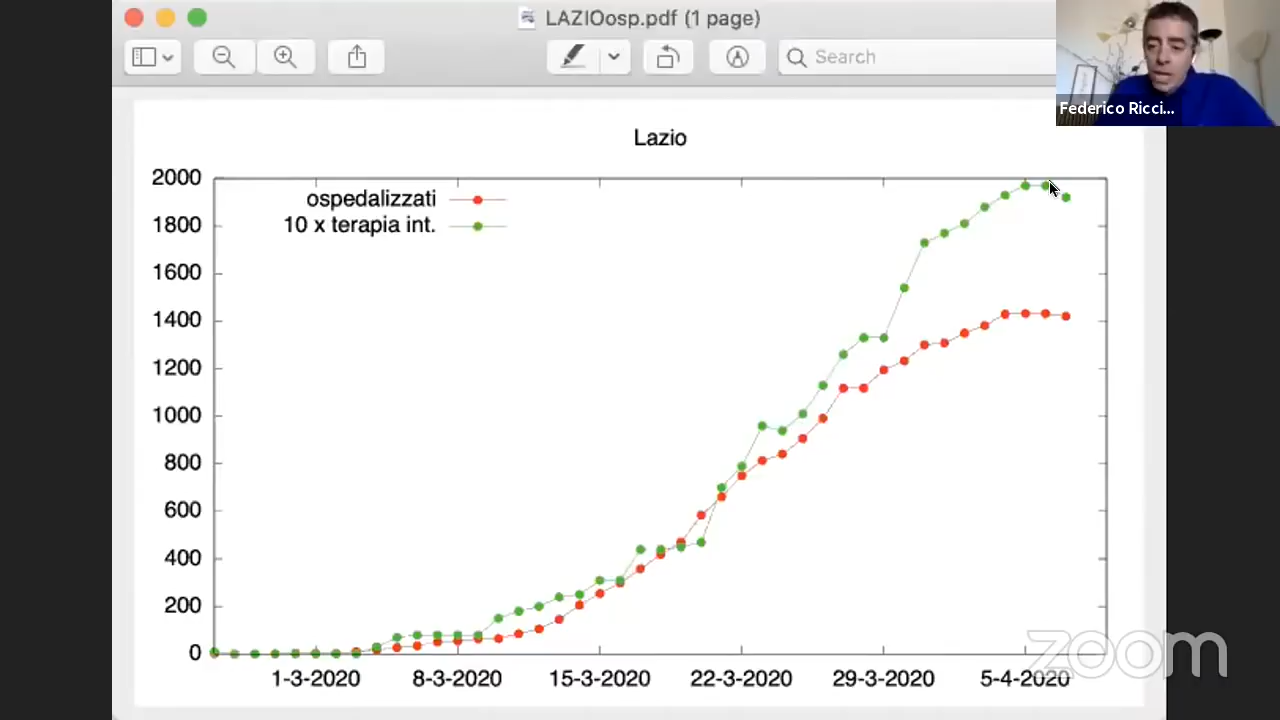 LAZIOosp.pdf (1 page)
Search
Federico Ricci...
Lazio
ospedalizzati
10 x terapia int.
2000
1800
1600
1400
1200
1000
800
600
400
200
0
1-3-2020
8-3-2020
15-3-2020
22-3-2020
29-3-2020
5-4-2020
zoom